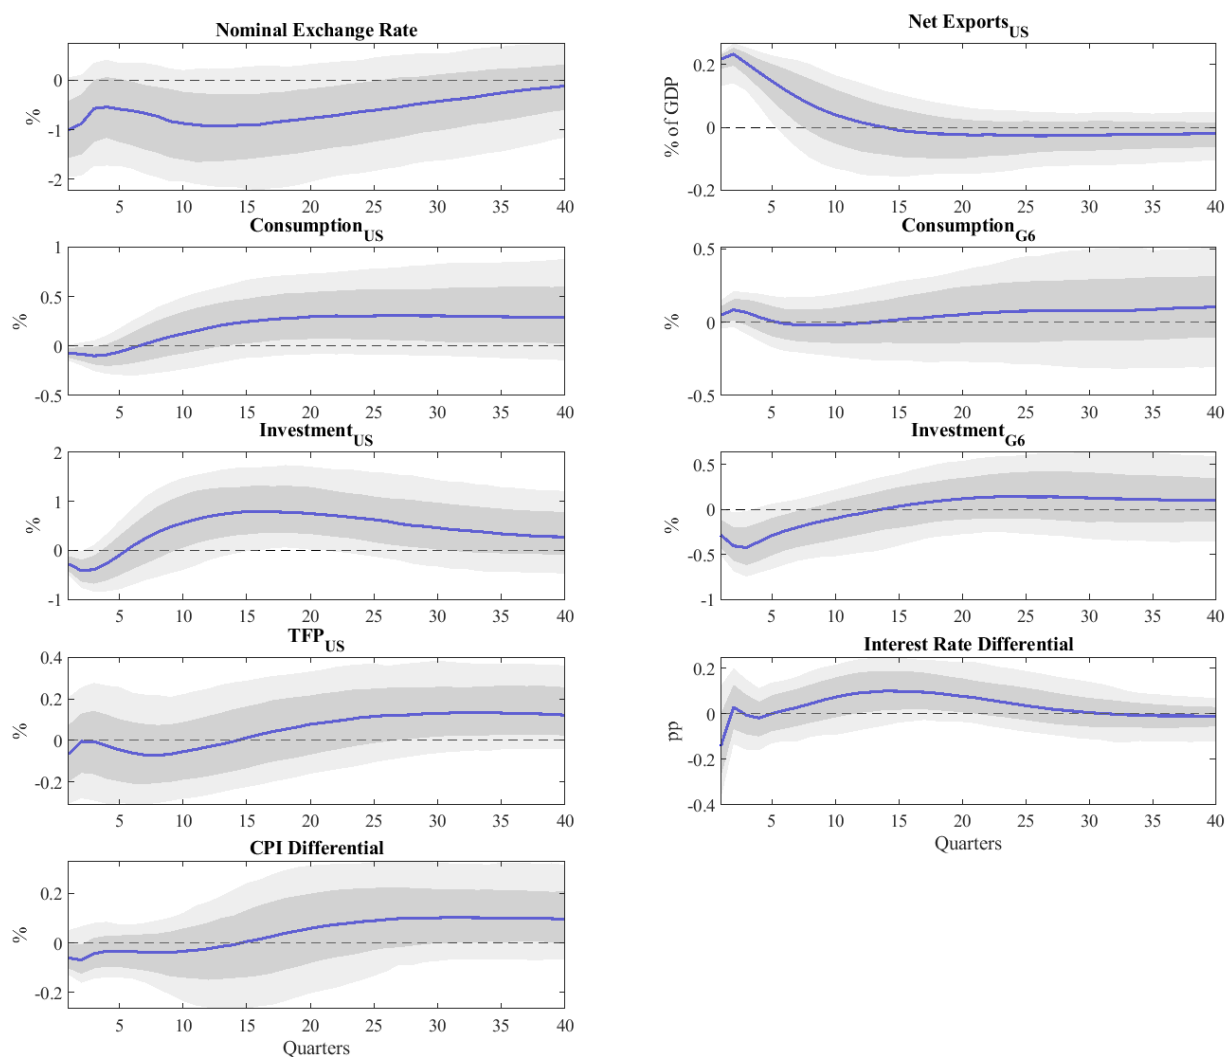 Nominal Exchange Rate
%
0
-1
-2
5 10 15 20 25 30 35 40
Net Exports_US
% of GDP
0.2
0
-0.2
5 10 15 20 25 30 35 40
Consumption_US
%
1
0.5
0
-0.5
5 10 15 20 25 30 35 40
Consumption_G6
%
0.5
0
-0.5
5 10 15 20 25 30 35 40
Investment_US
%
2
1
0
-1
5 10 15 20 25 30 35 40
Investment_G6
%
0.5
0
-0.5
-1
5 10 15 20 25 30 35 40
TFP_US
%
0.4
0.2
0
-0.2
5 10 15 20 25 30 35 40
Interest Rate Differential
pp
0.2
0
-0.2
-0.4
5 10 15 20 25 30 35 40
Quarters
CPI Differential
%
0.2
0
-0.2
5 10 15 20 25 30 35 40
Quarters